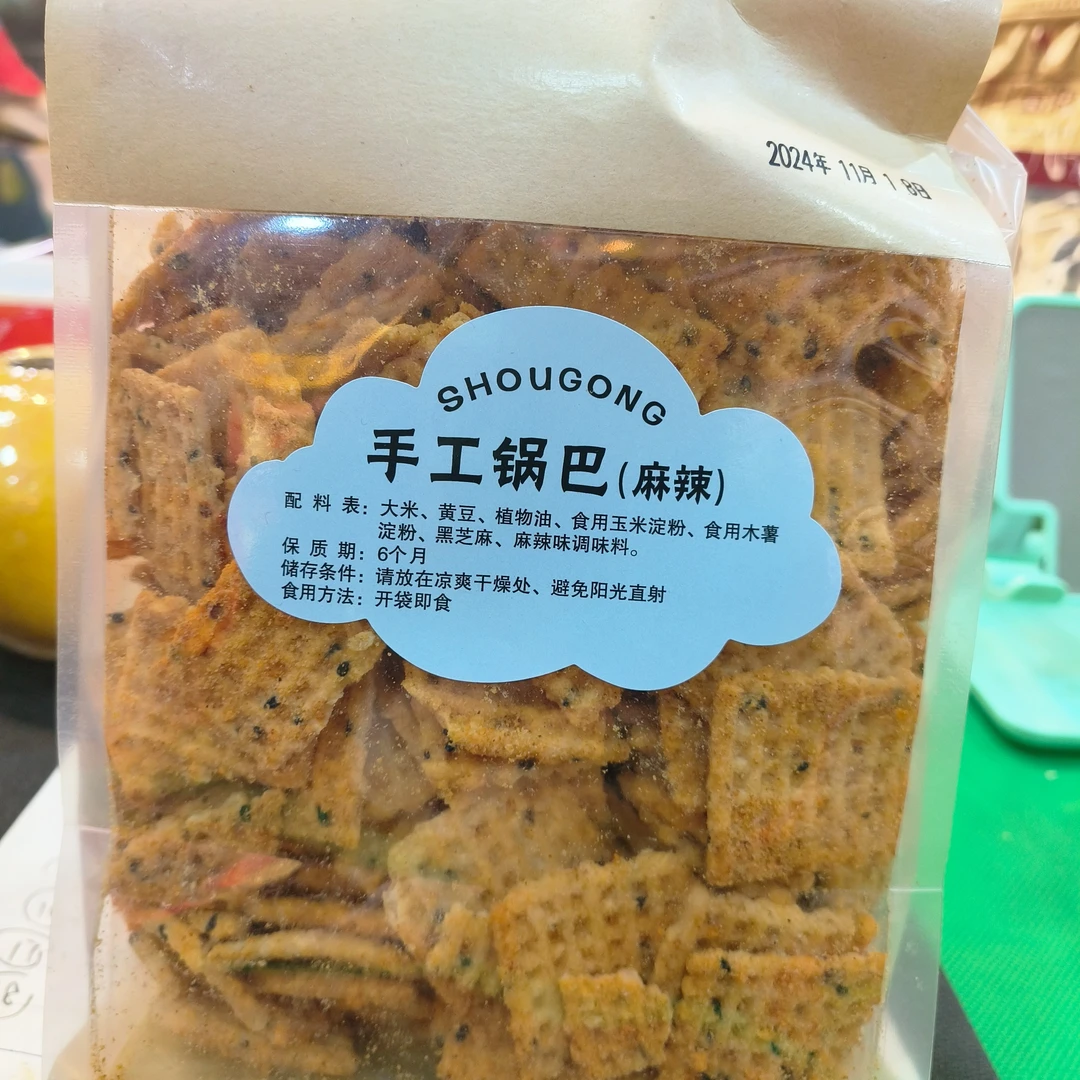 2024年 11月 18日
SHOUGONG
手工锅巴(麻辣)
配料表：大米、黄豆、植物油、食用玉米淀粉、食用木薯
淀粉、黑芝麻、麻辣味调味料。
保质期：6个月
储存条件：请放在凉爽干燥处、避免阳光直射
食用方法：开袋即食